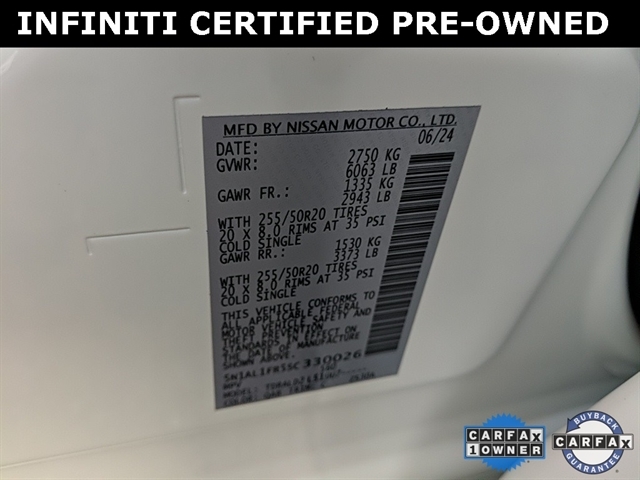 INFINITI CERTIFIED PRE-OWNED
MFD BY NISSAN MOTOR CO., LTD.
DATE: 06/24
GVWR: 2750 KG
6063 LB
GAWR FR.: 1335 KG
2943 LB
WITH 255/50R20 TIRES
20 X 8.0 RIMS AT 35 PSI
COLD SINGLE
GAWR RR.: 1530 KG
3373 LB
WITH 255/50R20 TIRES
20 X 8.0 RIMS AT 35 PSI
COLD SINGLE
THIS VEHICLE CONFORMS TO
ALL APPLICABLE FEDERAL
MOTOR VEHICLE SAFETY AND
THEFT PREVENTION
STANDARDS IN EFFECT ON
THE DATE OF MANUFACTURE
SHOWN ABOVE.
330026
MPV
MODEL:
COLOR:
CARFAX
1 OWNER
BUYBACK
CARFAX
GUARANTEE